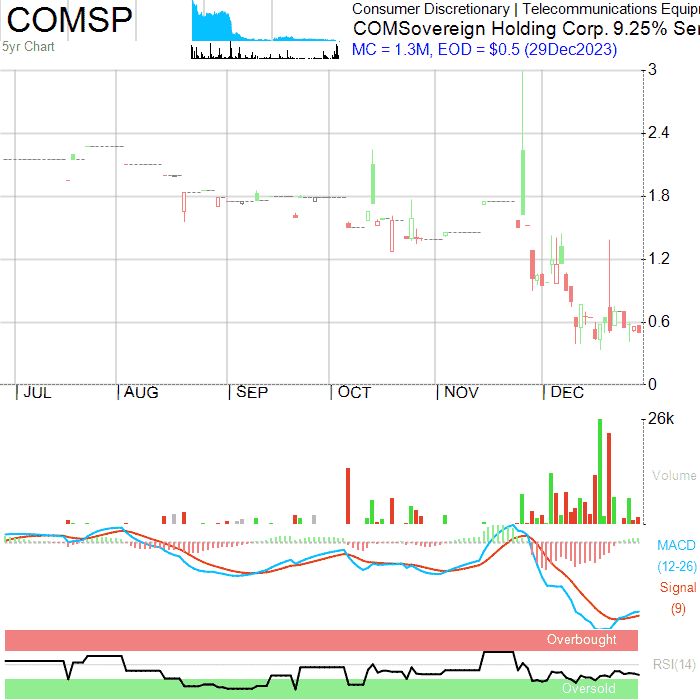 COMSP
5yr Chart
Consumer Discretionary | Telecommunications Equip
COMSovereign Holding Corp. 9.25% Ser
MC = 1.3M, EOD = $0.5 (29Dec2023)
3
2.4
1.8
1.2
0.6
0
JUL
AUG
SEP
OCT
NOV
DEC
26k
Volume
MACD
(12-26)
Signal
(9)
Overbought
RSI(14)
Oversold